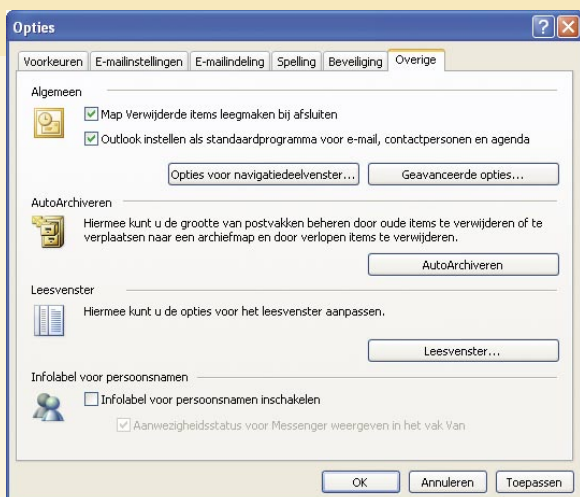 Opties
Voorkeuren E-mailinstellingen E-mailindeling Spelling Beveiliging Overige
Algemeen
Map Verwijderde items leegmaken bij afsluiten
Outlook instellen als standaardprogramma voor e-mail, contactpersonen en agenda
Opties voor navigatiedeelvenster... Geavanceerde opties...
AutoArchiveren
Hiermee kunt u de grootte van postvakken beheren door oude items te verwijderen of te
verplaatsen naar een archiefmap en door verlopen items te verwijderen.
AutoArchiveren
Leesvenster
Hiermee kunt u de opties voor het leesvenster aanpassen.
Leesvenster...
Infolabel voor persoonsnamen
Infolabel voor persoonsnamen inschakelen
Aanwezigheidsstatus voor Messenger weergeven in het vak Van
OK Annuleren Toepassen